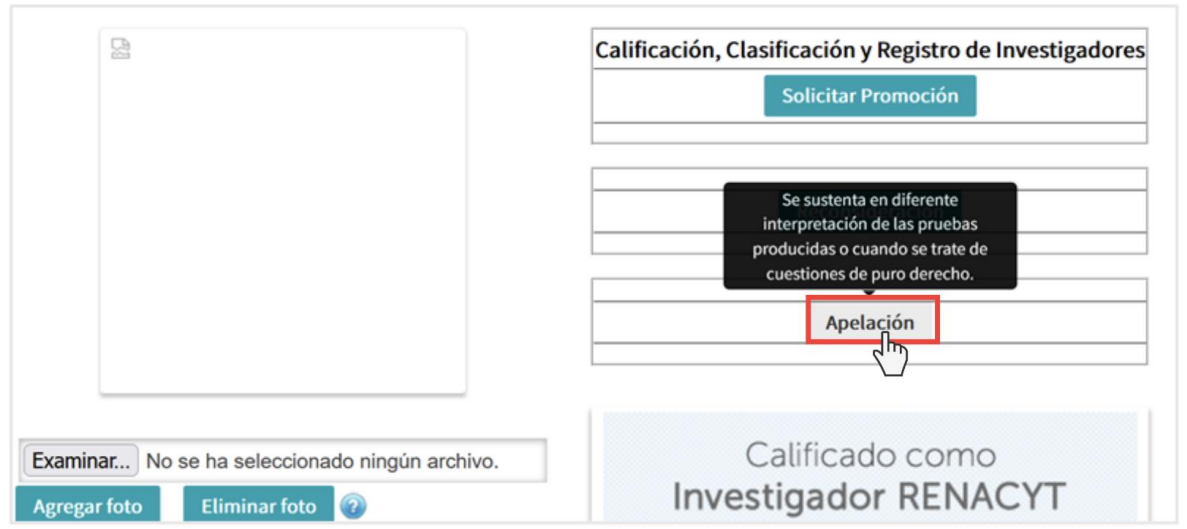 Calificación, Clasificación y Registro de Investigadores
Solicitar Promoción
Se sustenta en diferente
interpretación de las pruebas
producidas o cuando se trate de
cuestiones de puro derecho.
Reconsideración
Apelación
Examinar... No se ha seleccionado ningún archivo.
Agregar foto
Eliminar foto
?
Calificado como
Investigador RENACYT